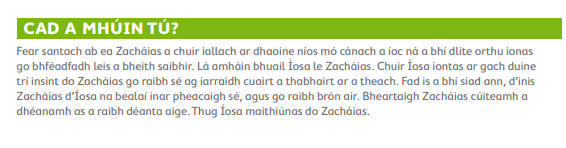 CAD A MHÚIN TÚ?
Fear santach ab ea Zacháias a chuir iallach ar dhaoine níos mó cánach a íoc ná a bhí dlite orthu ionas
go bhféadfadh leis a bheith saibhir. Lá amháin bhuail Íosa le Zacháias. Chuir Íosa iontas ar gach duine
trí insint do Zacháias go raibh sé ag iarraidh cuairt a thabhairt ar a theach. Fad is a bhí siad ann, d'inis
Zacháias d'Íosa na bealaí inar pheacaigh sé, agus go raibh brón air. Bheartaigh Zacháias cúiteamh a
dhéanamh as a raibh déanta aige. Thug Íosa maithiúnas do Zacháias.